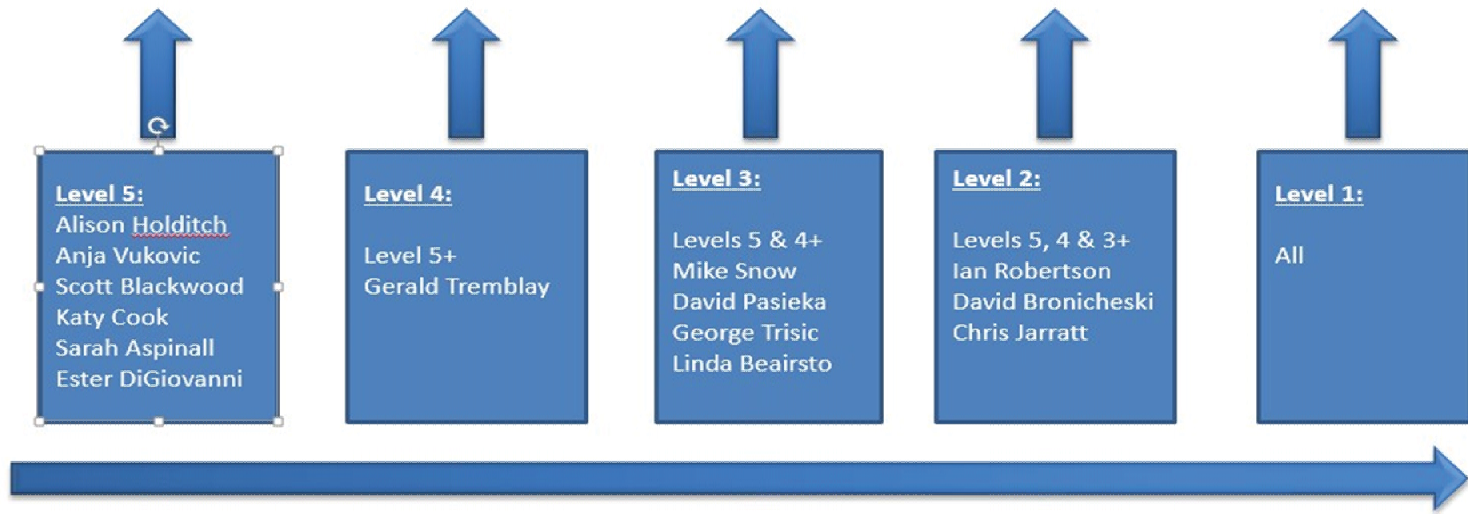 Level 5:
Alison Holditch
Anja Vukovic
Scott Blackwood
Katy Cook
Sarah Aspinall
Ester DiGiovanni
Level 4:
Level 5+
Gerald Tremblay
Level 3:
Levels 5 & 4+
Mike Snow
David Pasieka
George Trisic
Linda Beairsto
Level 2:
Levels 5, 4 & 3+
Ian Robertson
David Bronicheski
Chris Jarratt
Level 1:
All